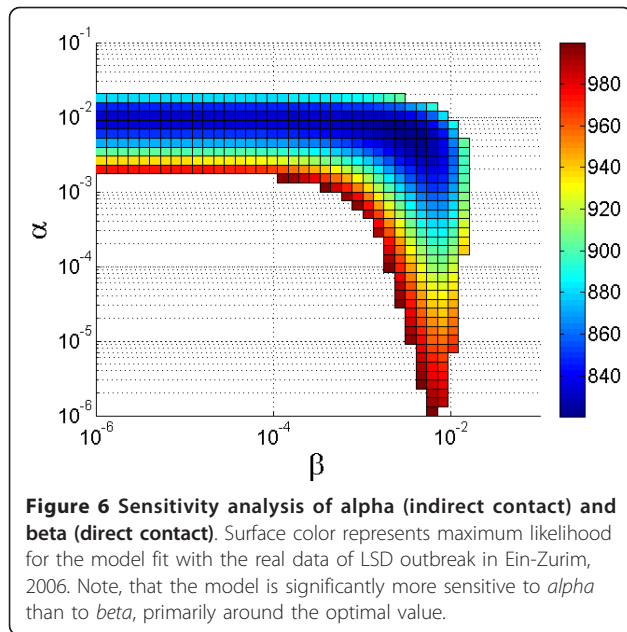 10^-1
10^-2
10^-3
10^-4
10^-5
10^-6
α
10^-6
10^-4
10^-2
β
980
960
940
920
900
880
860
840
Figure 6 Sensitivity analysis of alpha (indirect contact) and
beta (direct contact). Surface color represents maximum likelihood
for the model fit with the real data of LSD outbreak in Ein-Zurim,
2006. Note, that the model is significantly more sensitive to alpha
than to beta, primarily around the optimal value.